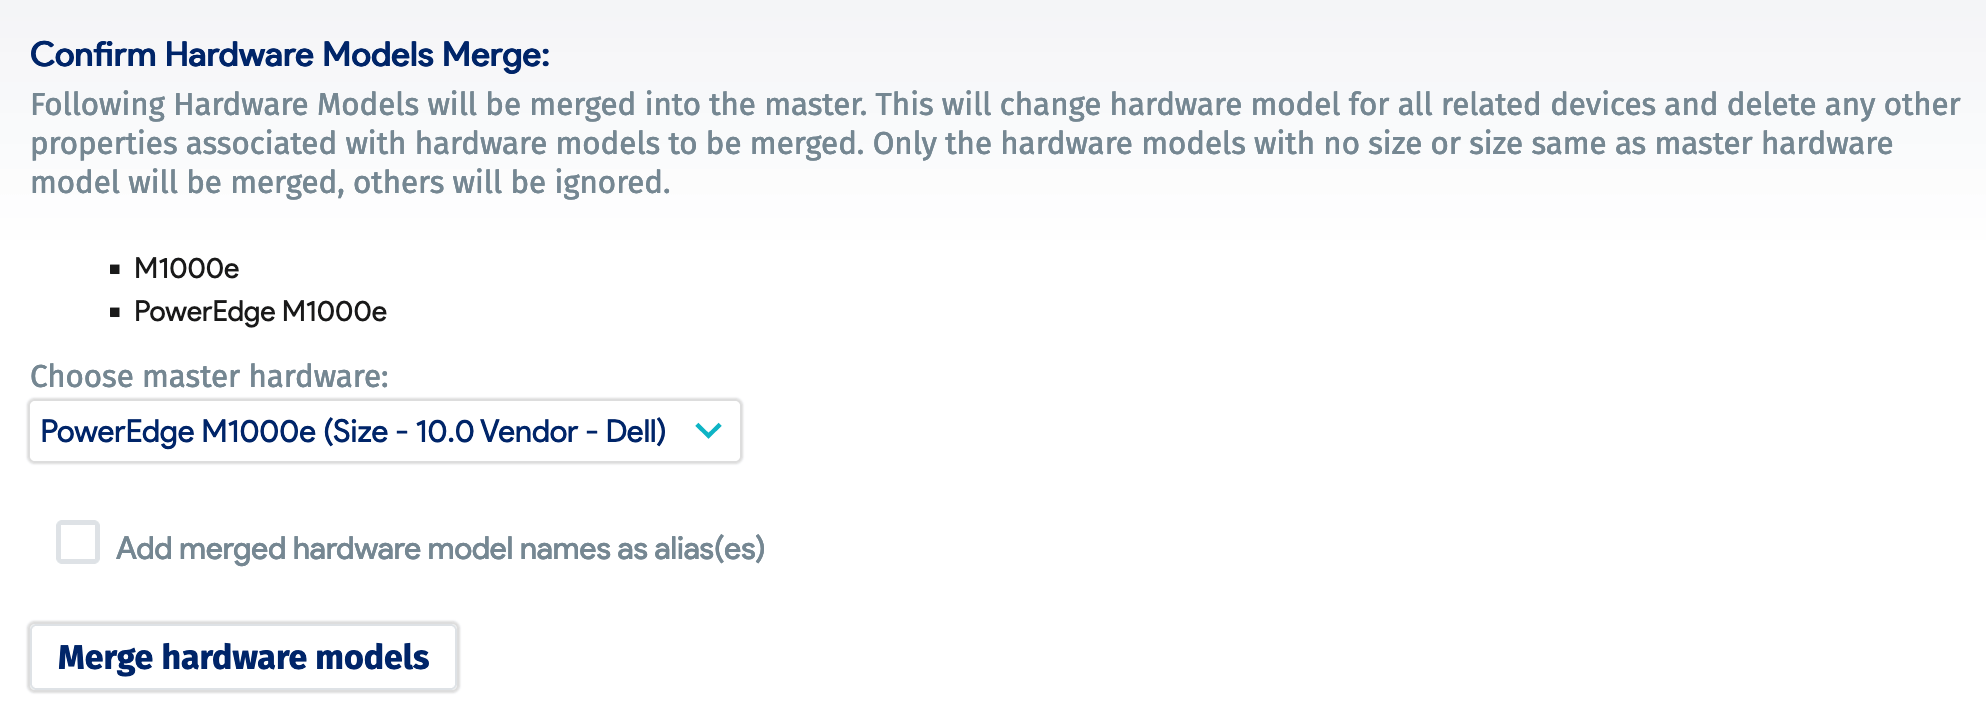 Confirm Hardware Models Merge:
Following Hardware Models will be merged into the master. This will change hardware model for all related devices and delete any other
properties associated with hardware models to be merged. Only the hardware models with no size or size same as master hardware
model will be merged, others will be ignored.
▪ M1000e
▪ PowerEdge M1000e
Choose master hardware:
PowerEdge M1000e (Size - 10.0 Vendor - Dell)
Add merged hardware model names as alias(es)
Merge hardware models